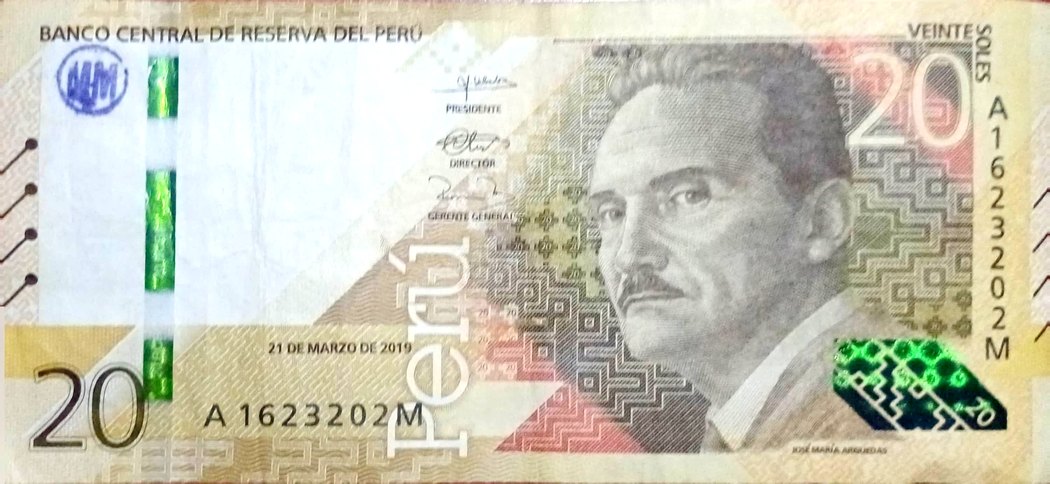 BANCO CENTRAL DE RESERVA DEL PERÚ
VEINTE
SOLES
20
A1623202M
PRESIDENTE
DIRECTOR
GERENTE GENERAL
Perú
21 DE MARZO DE 2019
20
A 1623202M
20
JOSÉ MARÍA ARGUEDAS